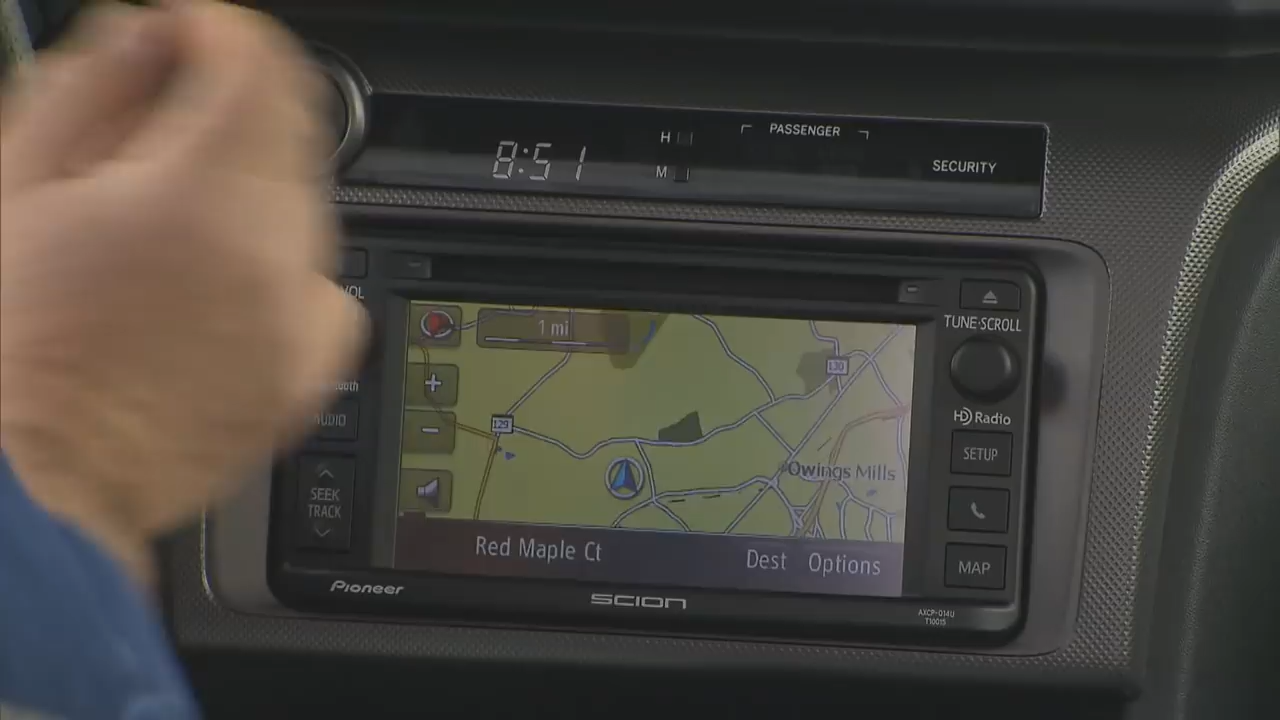 8:51
H
M
PASSENGER
SECURITY
VOL
TUNE·SCROLL
1 mi
130
+
129
HD Radio
AUDIO
−
SETUP
Owings Mills
SEEK
TRACK
Red Maple Ct
Dest
Options
MAP
Pioneer
SCION
AXCP-014U
T10015